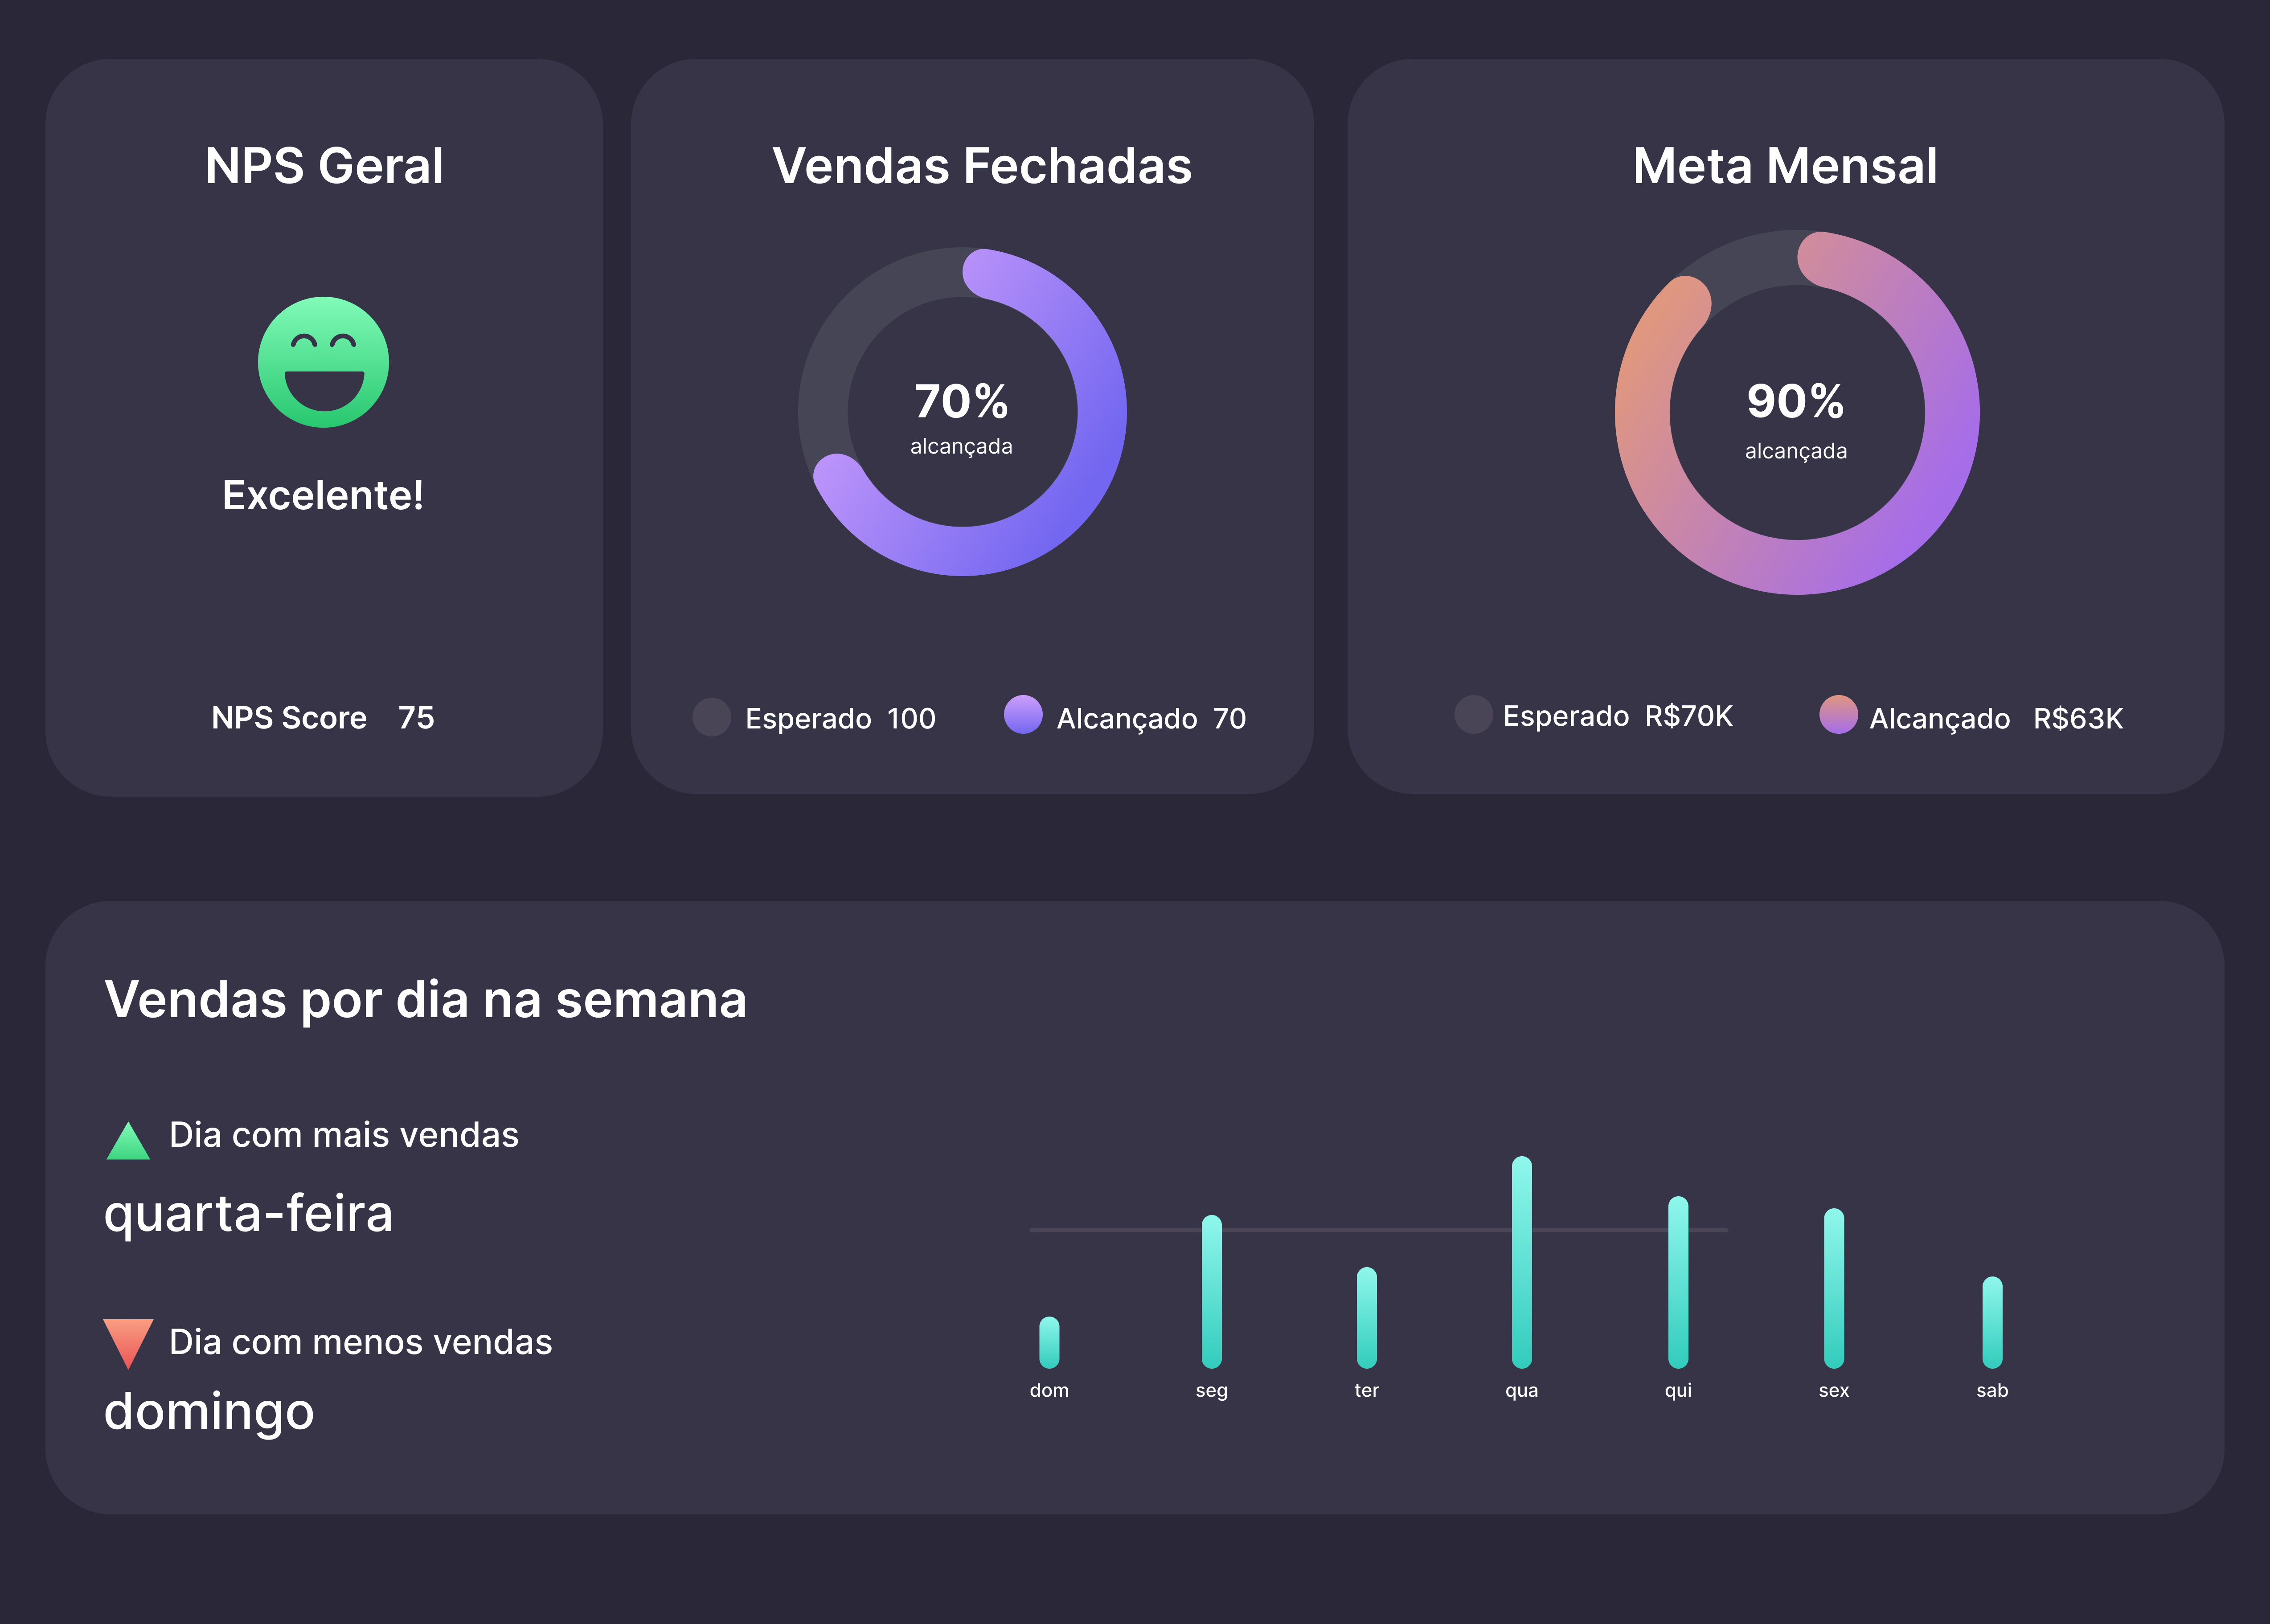 NPS Geral
Excelente!
NPS Score 75
Vendas Fechadas
70%
alcançada
Esperado 100
Alcançado 70
Meta Mensal
90%
alcançada
Esperado R$70K
Alcançado R$63K
Vendas por dia na semana
Dia com mais vendas
quarta-feira
Dia com menos vendas
domingo
dom seg ter qua qui sex sab